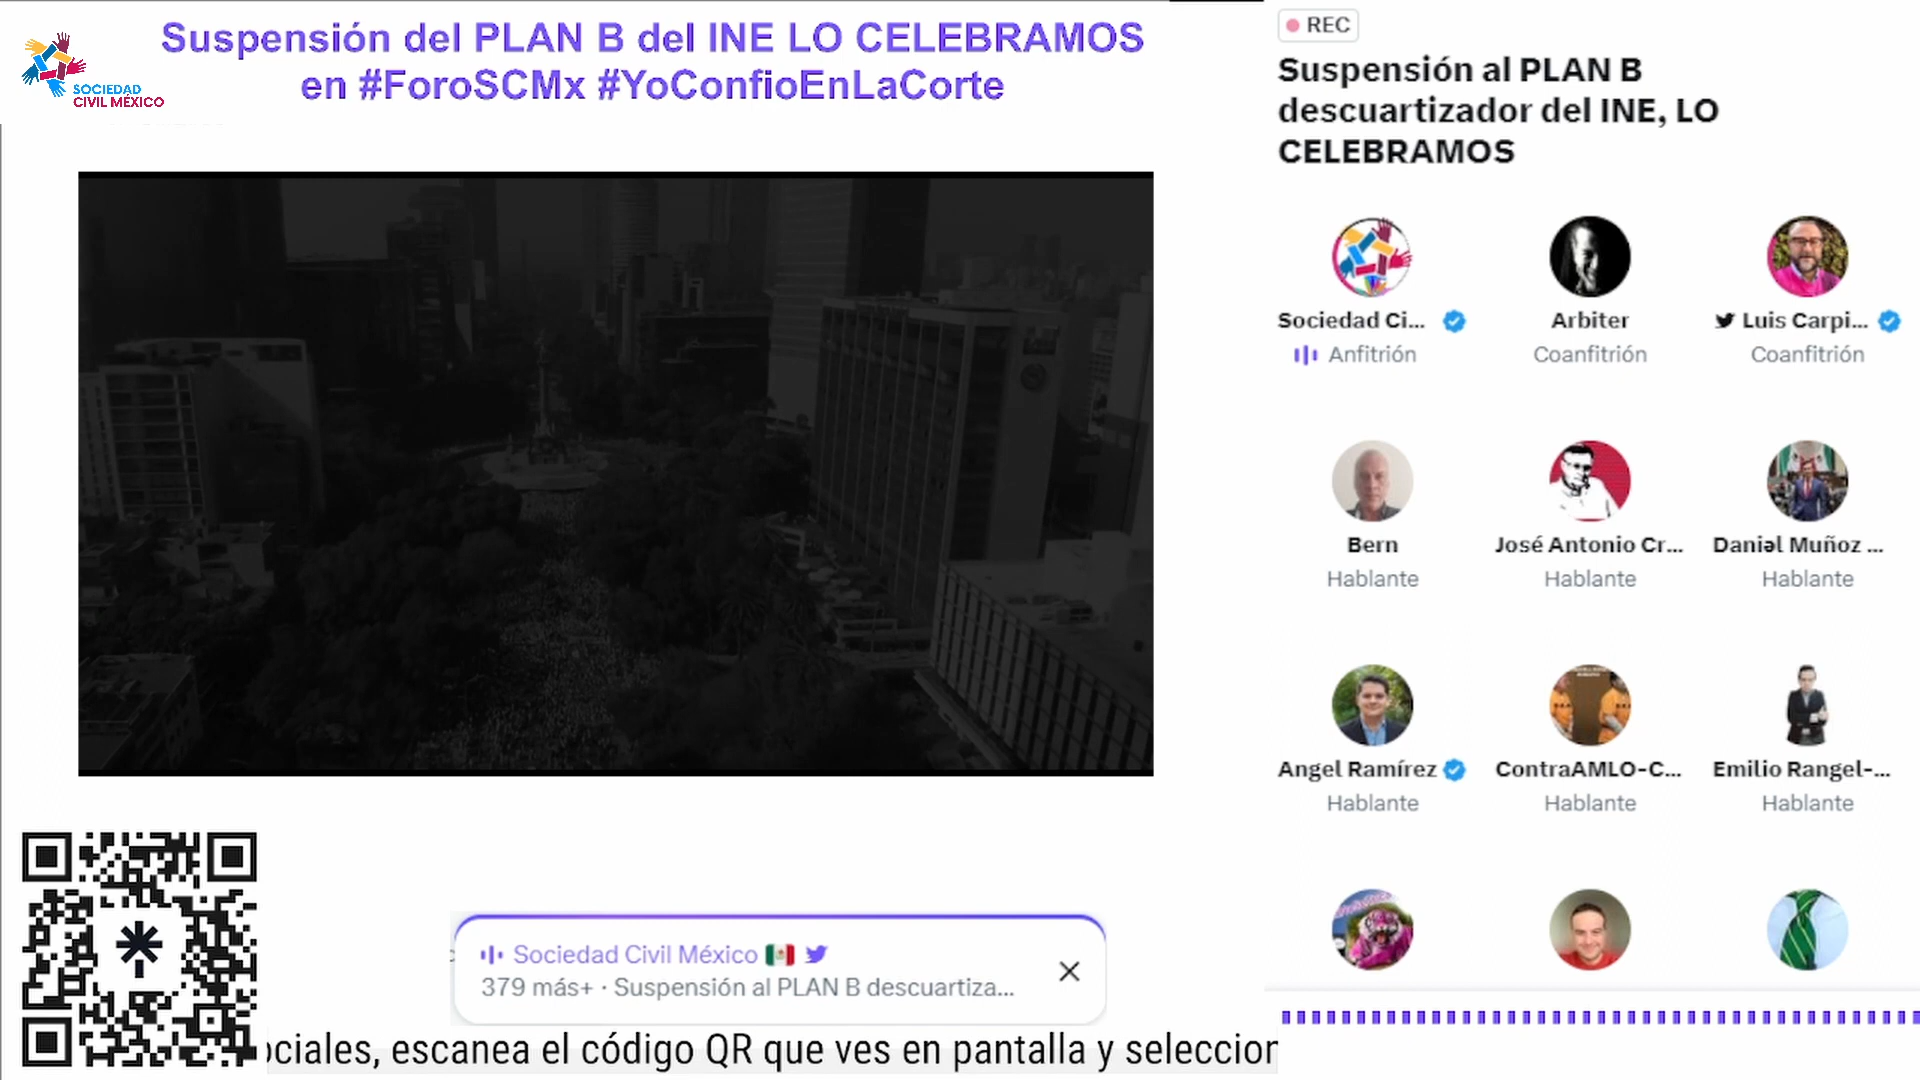 SOCIEDAD
CIVIL MÉXICO
Suspensión del PLAN B del INE LO CELEBRAMOS
en #ForoSCMx #YoConfioEnLaCorte
REC
Suspensión al PLAN B
descuartizador del INE, LO
CELEBRAMOS
Sociedad Ci...
Anfitrión
Arbiter
Coanfitrión
Luis Carpi...
Coanfitrión
Bern
Hablante
José Antonio Cr...
Hablante
Daniəl Muñoz ...
Hablante
Angel Ramírez
Hablante
ContraAMLO-C...
Hablante
Emilio Rangel-...
Hablante
Sociedad Civil México
379 más+ · Suspensión al PLAN B descuartiza...
ociales, escanea el código QR que ves en pantalla y seleccion